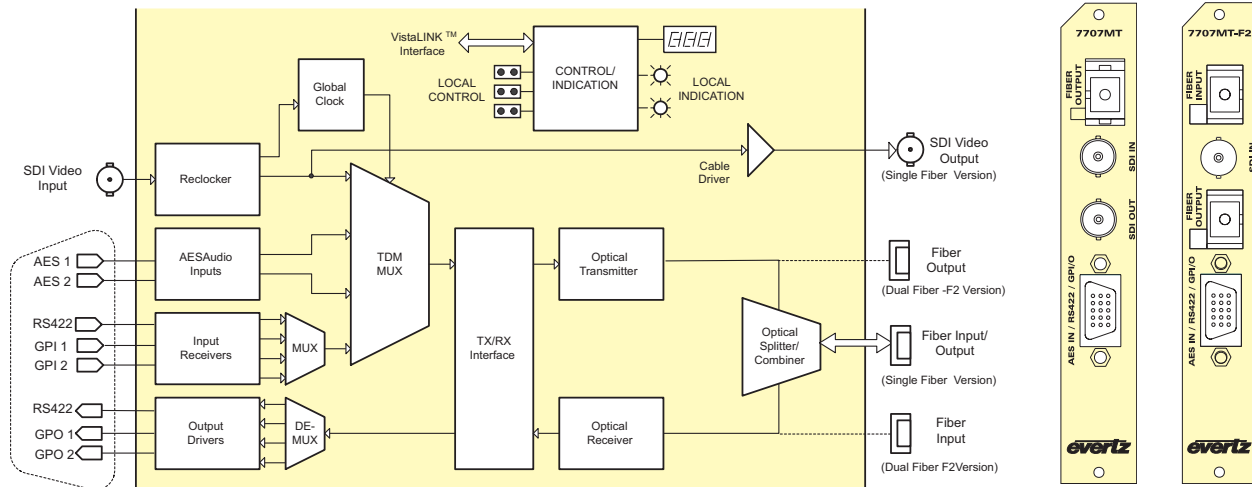 VistaLINK ™
Interface
LOCAL
CONTROL
CONTROL/
INDICATION
LOCAL
INDICATION
Global
Clock
SDI Video
Input
Reclocker
Cable
Driver
SDI Video
Output
(Single Fiber Version)
AES 1
AES 2
AESAudio
Inputs
TDM
MUX
RS422
GPI 1
GPI 2
Input
Receivers
MUX
TX/RX
Interface
Optical
Transmitter
Fiber
Output
(Dual Fiber -F2 Version)
Optical
Splitter/
Combiner
Fiber Input/
Output
(Single Fiber Version)
RS422
GPO 1
GPO 2
Output
Drivers
DE-
MUX
Optical
Receiver
Fiber
Input
(Dual Fiber F2Version)
7707MT
FIBER
OUTPUT
SDI IN
SDI OUT
AES IN / RS422 / GPI/O
evertz
7707MT-F2
FIBER
INPUT
SDI IN
FIBER
OUTPUT
AES IN / RS422 / GPI/O
evertz